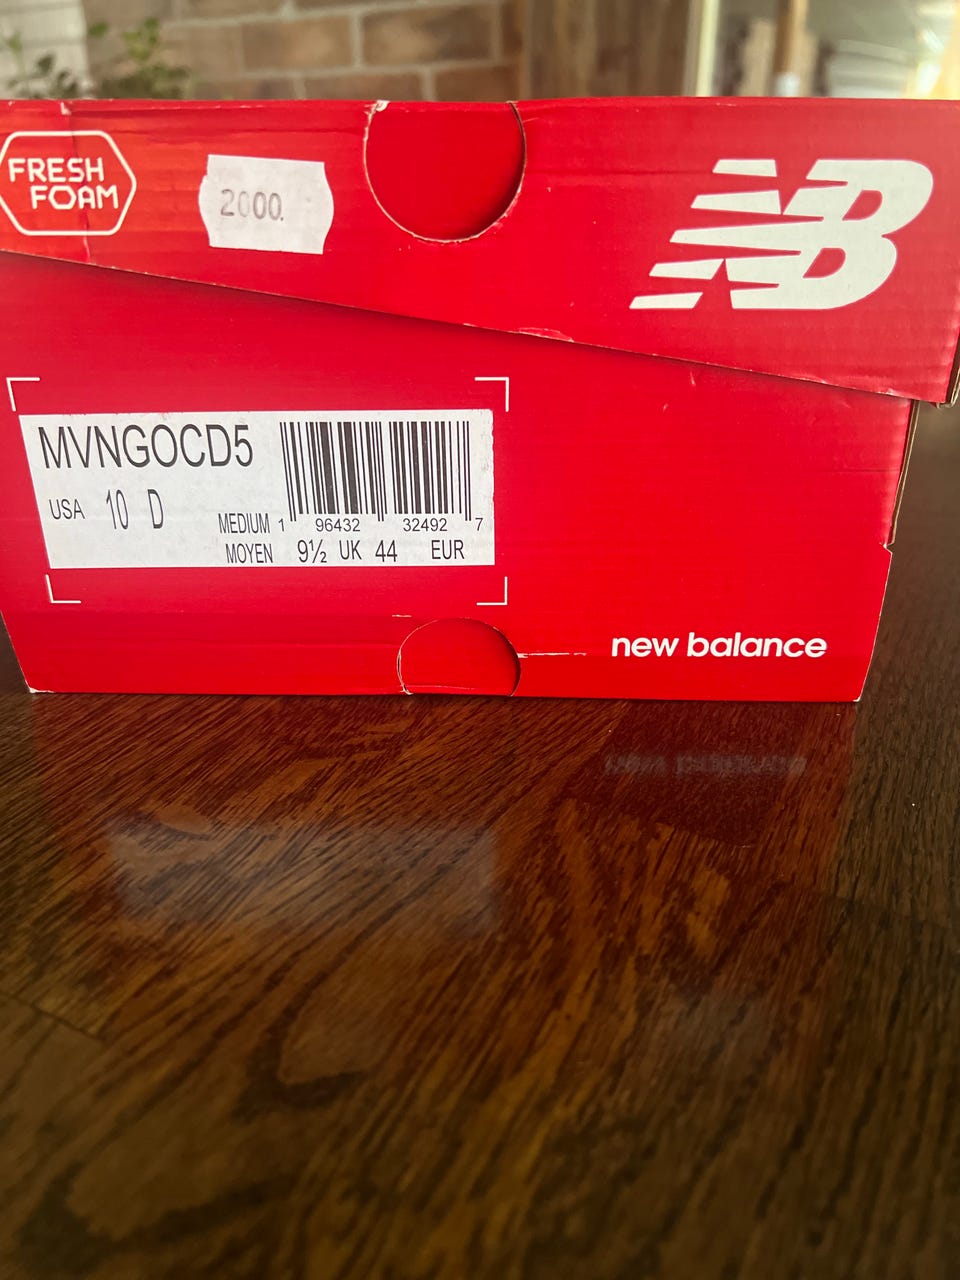 FRESH
FOAM
2000.
NB
MVNGOCD5
USA 10 D
MEDIUM
MOYEN
1 96432 32492 7
9½ UK 44 EUR
new balance